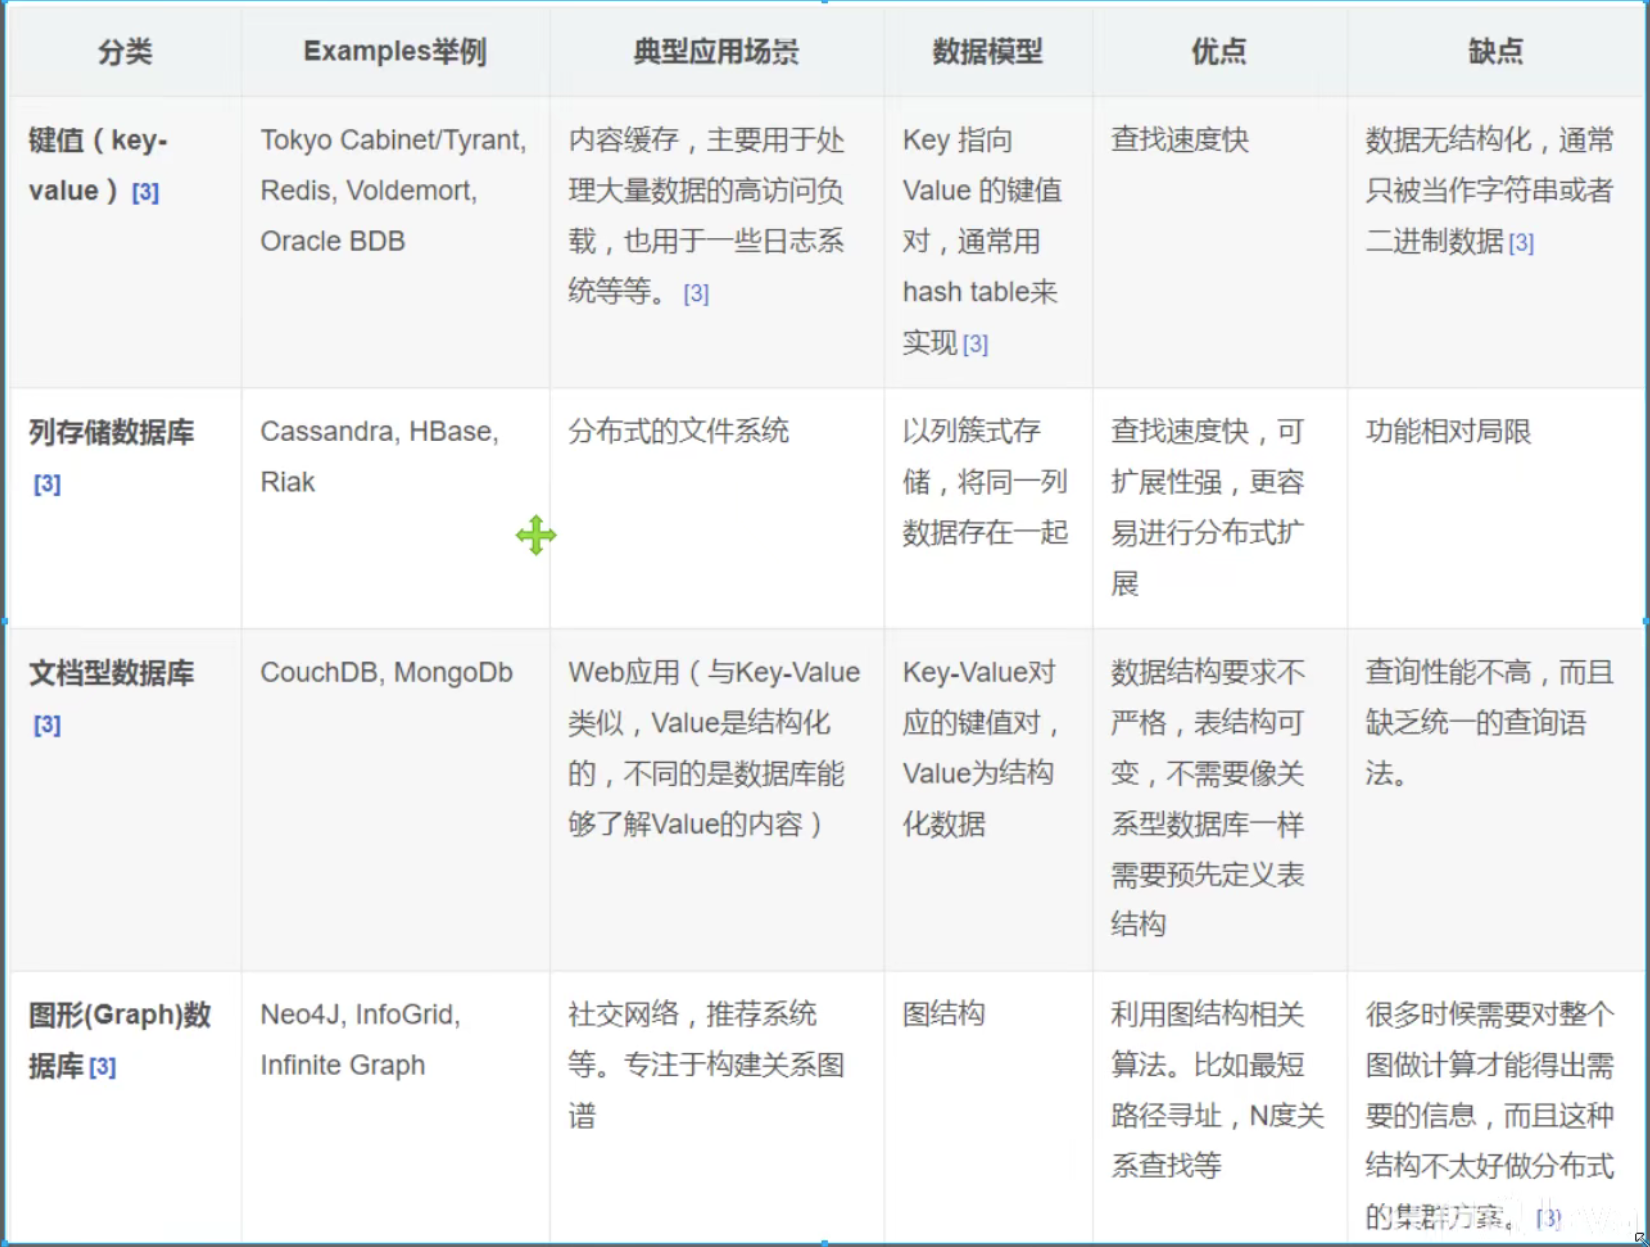 分类
Examples举例
典型应用场景
数据模型
优点
缺点
键值（key-
value）[3]
Tokyo Cabinet/Tyrant,
Redis, Voldemort,
Oracle BDB
内容缓存，主要用于处
理大量数据的高访问负
载，也用于一些日志系
统等等。 [3]
Key 指向
Value 的键值
对，通常用
hash table来
实现[3]
查找速度快
数据无结构化，通常
只被当作字符串或者
二进制数据[3]
列存储数据库
[3]
Cassandra, HBase,
Riak
分布式的文件系统
以列簇式存
储，将同一列
数据存在一起
查找速度快，可
扩展性强，更容
易进行分布式扩
展
功能相对局限
文档型数据库
[3]
CouchDB, MongoDb
Web应用（与Key-Value
类似，Value是结构化
的，不同的是数据库能
够了解Value的内容）
Key-Value对
应的键值对，
Value为结构
化数据
数据结构要求不
严格，表结构可
变，不需要像关
系型数据库一样
需要预先定义表
结构
查询性能不高，而且
缺乏统一的查询语
法。
图形(Graph)数
据库[3]
Neo4J, InfoGrid,
Infinite Graph
社交网络，推荐系统
等。专注于构建关系图
谱
图结构
利用图结构相关
算法。比如最短
路径寻址，N度关
系查找等
很多时候需要对整个
图做计算才能得出需
要的信息，而且这种
结构不太好做分布式
的集群方案。[3]